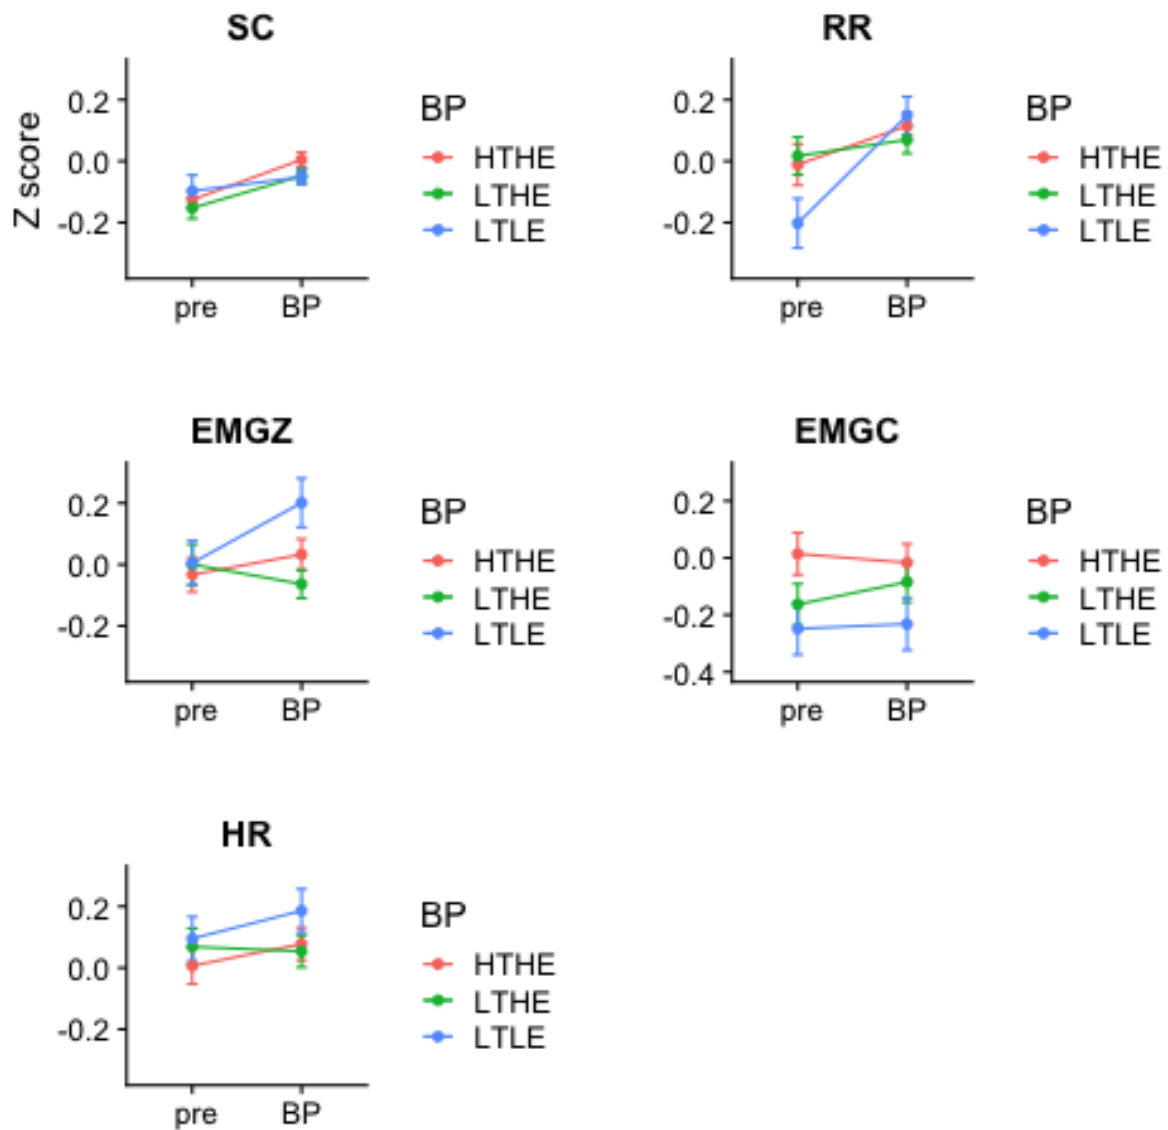 SC
Z score
0.2
0.0
-0.2
pre BP
BP
HTHE
LTHE
LTLE
RR
0.2
0.0
-0.2
pre BP
BP
HTHE
LTHE
LTLE
EMGZ
0.2
0.0
-0.2
pre BP
BP
HTHE
LTHE
LTLE
EMGC
0.2
0.0
-0.2
-0.4
pre BP
BP
HTHE
LTHE
LTLE
HR
0.2
0.0
-0.2
pre BP
BP
HTHE
LTHE
LTLE